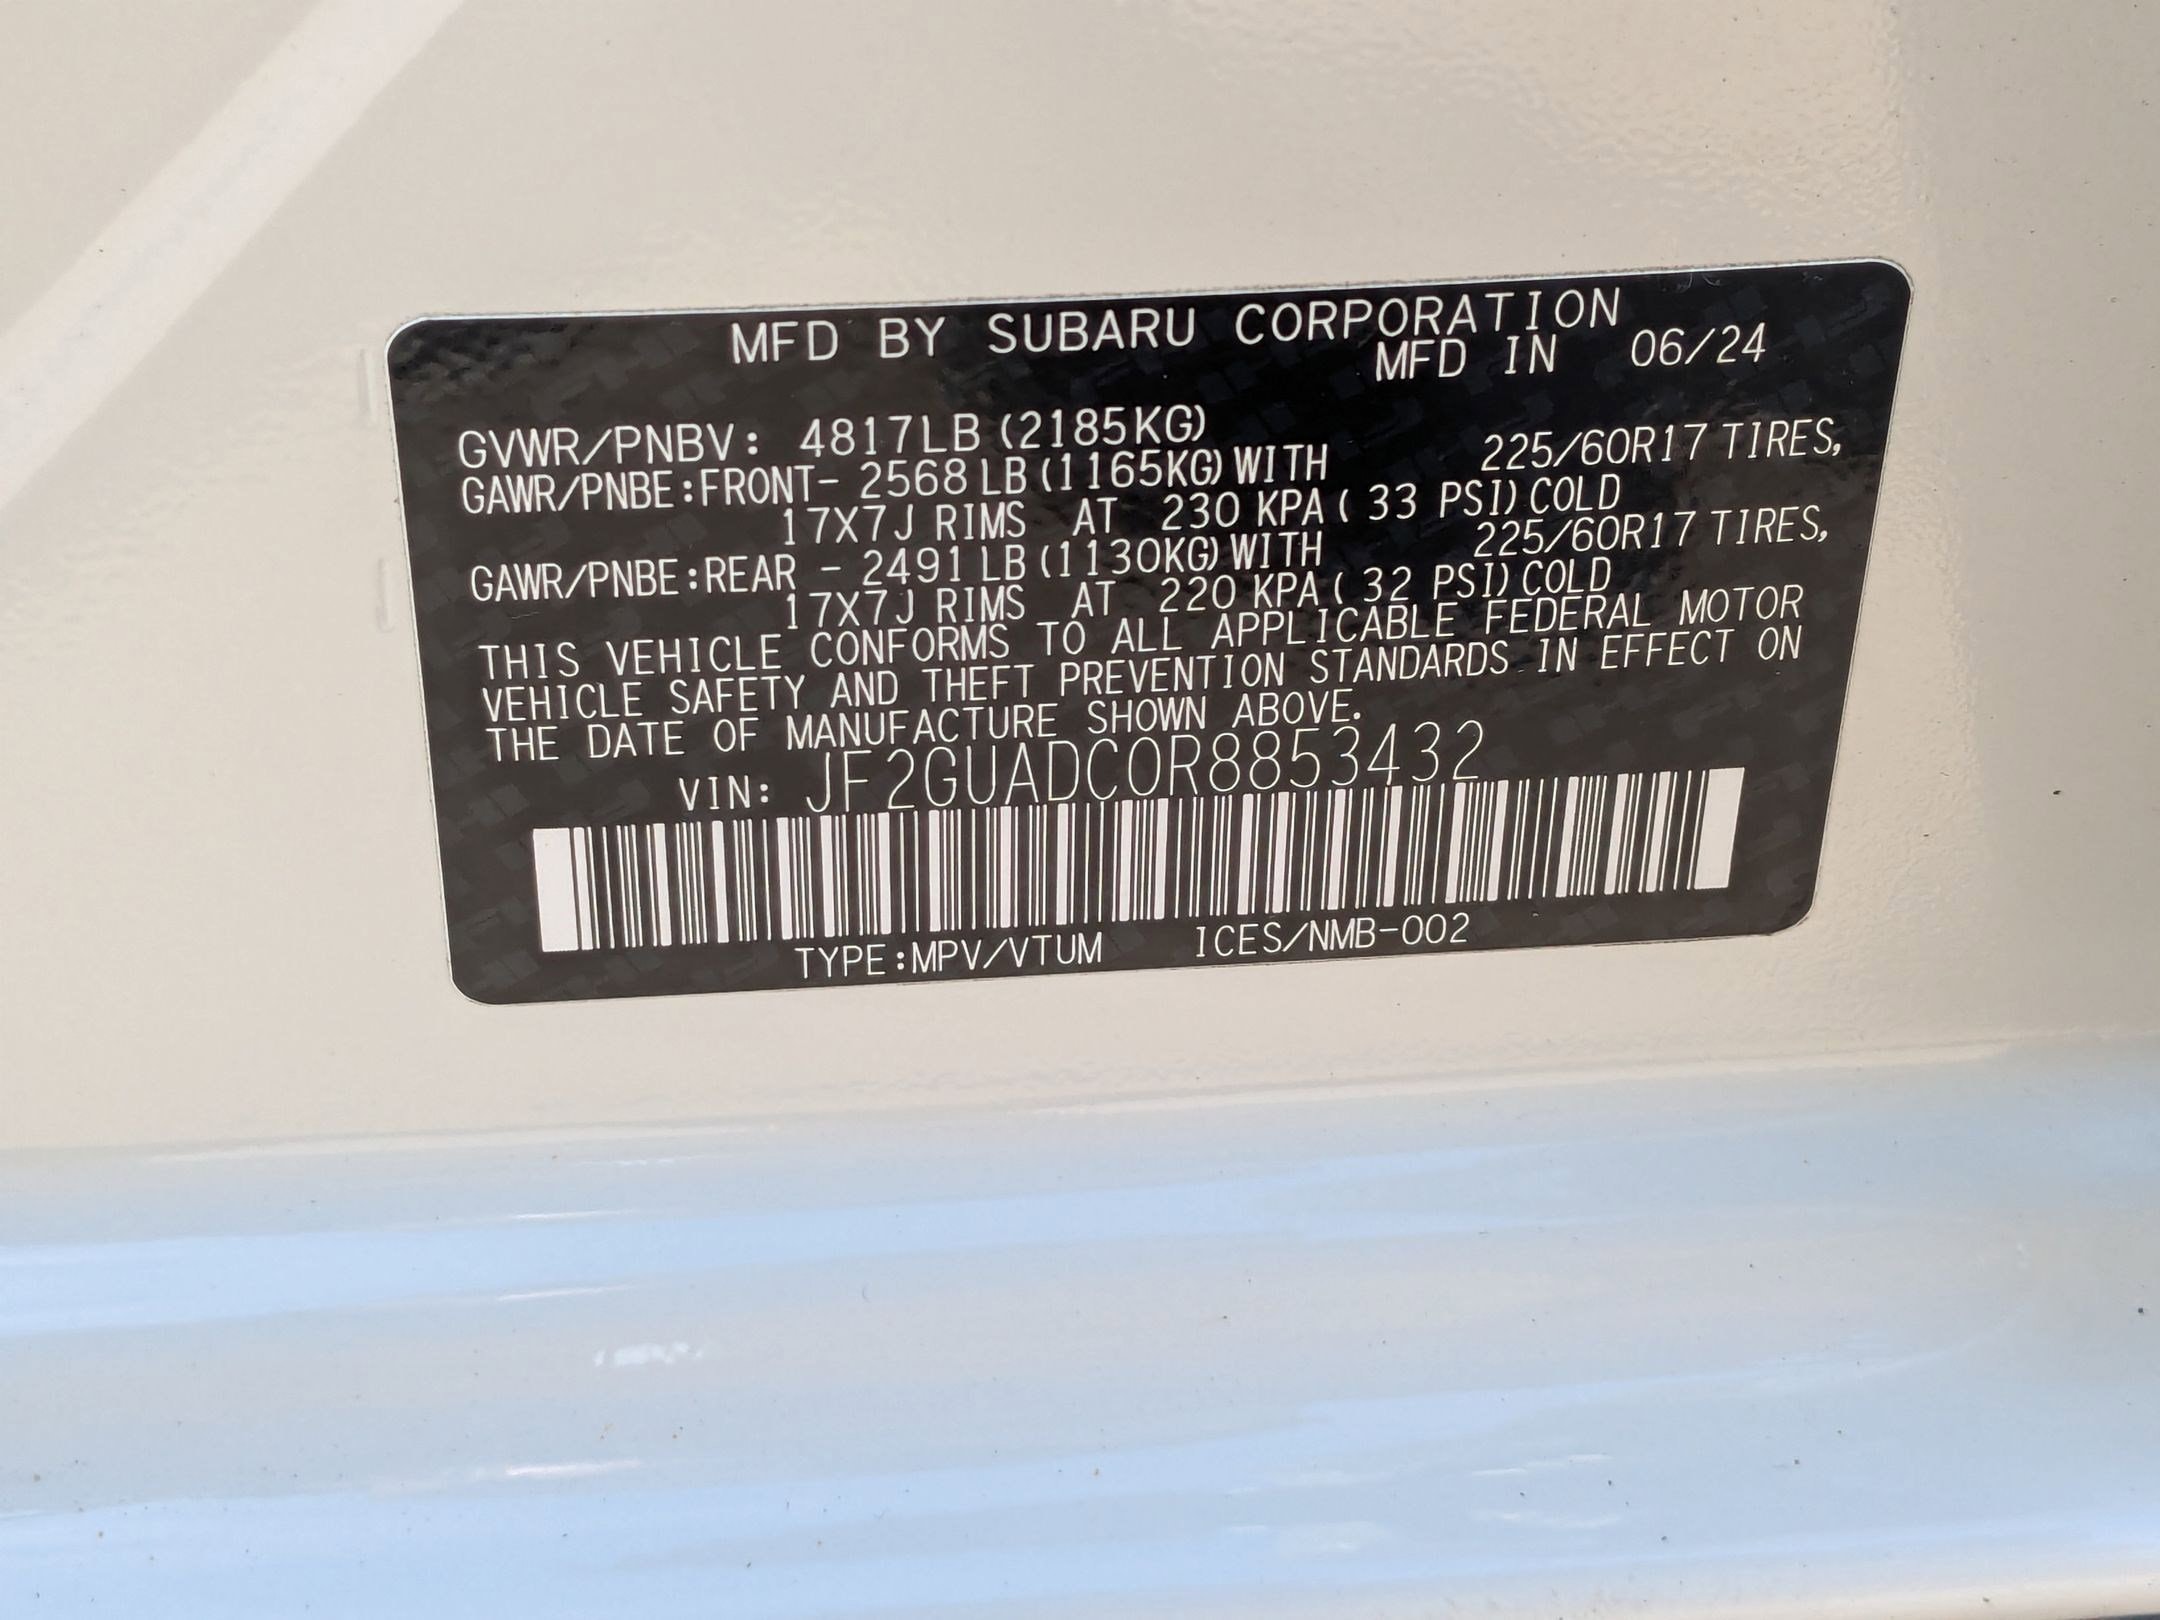 MFD BY SUBARU CORPORATION
MFD IN 06/24
GVWR/PNBV: 4817LB (2185KG)
GAWR/PNBE:FRONT- 2568 LB (1165KG) WITH 225/60R17 TIRES,
17X7J RIMS AT 230 KPA ( 33 PSI) COLD
GAWR/PNBE:REAR - 2491 LB (1130KG) WITH 225/60R17 TIRES,
17X7J RIMS AT 220 KPA ( 32 PSI) COLD
THIS VEHICLE CONFORMS TO ALL APPLICABLE FEDERAL MOTOR
VEHICLE SAFETY AND THEFT PREVENTION STANDARDS IN EFFECT ON
THE DATE OF MANUFACTURE SHOWN ABOVE.
VIN: JF2GUADC0R8853432
TYPE:MPV/VTUM ICES/NMB-002